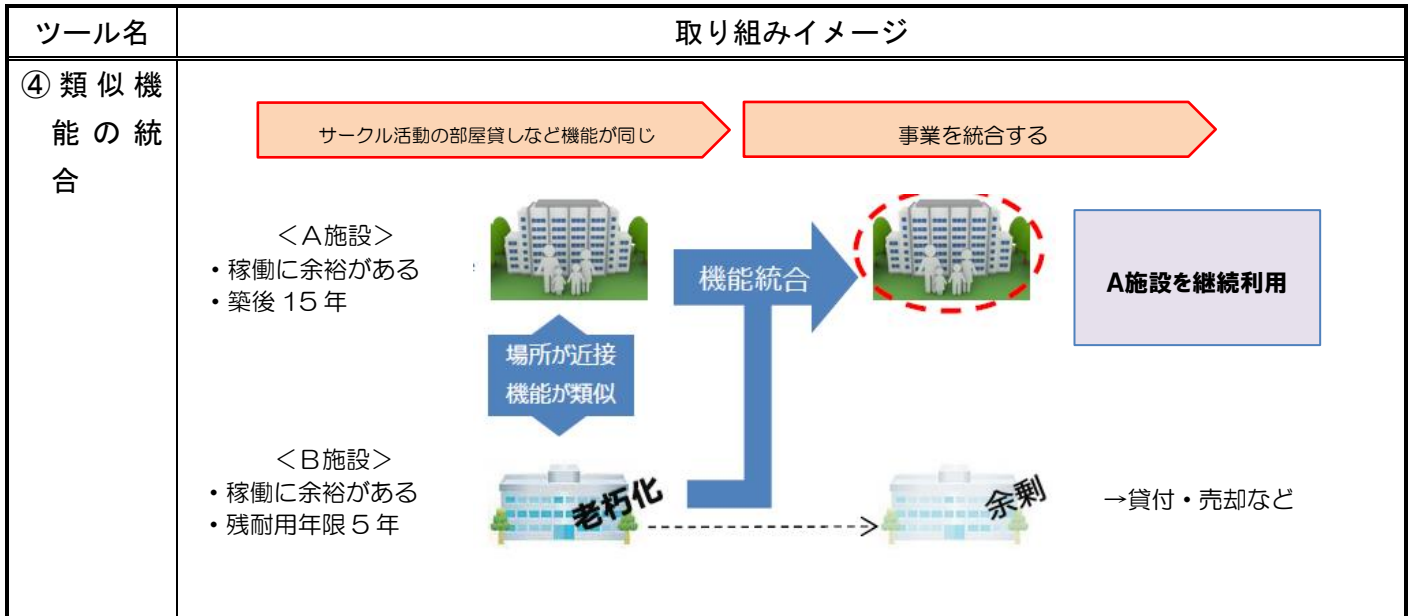 ツール名
取り組みイメージ
④類似機
能の統
合
サークル活動の部屋貸しなど機能が同じ
事業を統合する
＜A施設＞
・稼働に余裕がある
・築後 15 年
機能統合
A施設を継続利用
場所が近接
機能が類似
＜B施設＞
・稼働に余裕がある
・残耐用年限５年
老朽化
余剰
→貸付・売却など